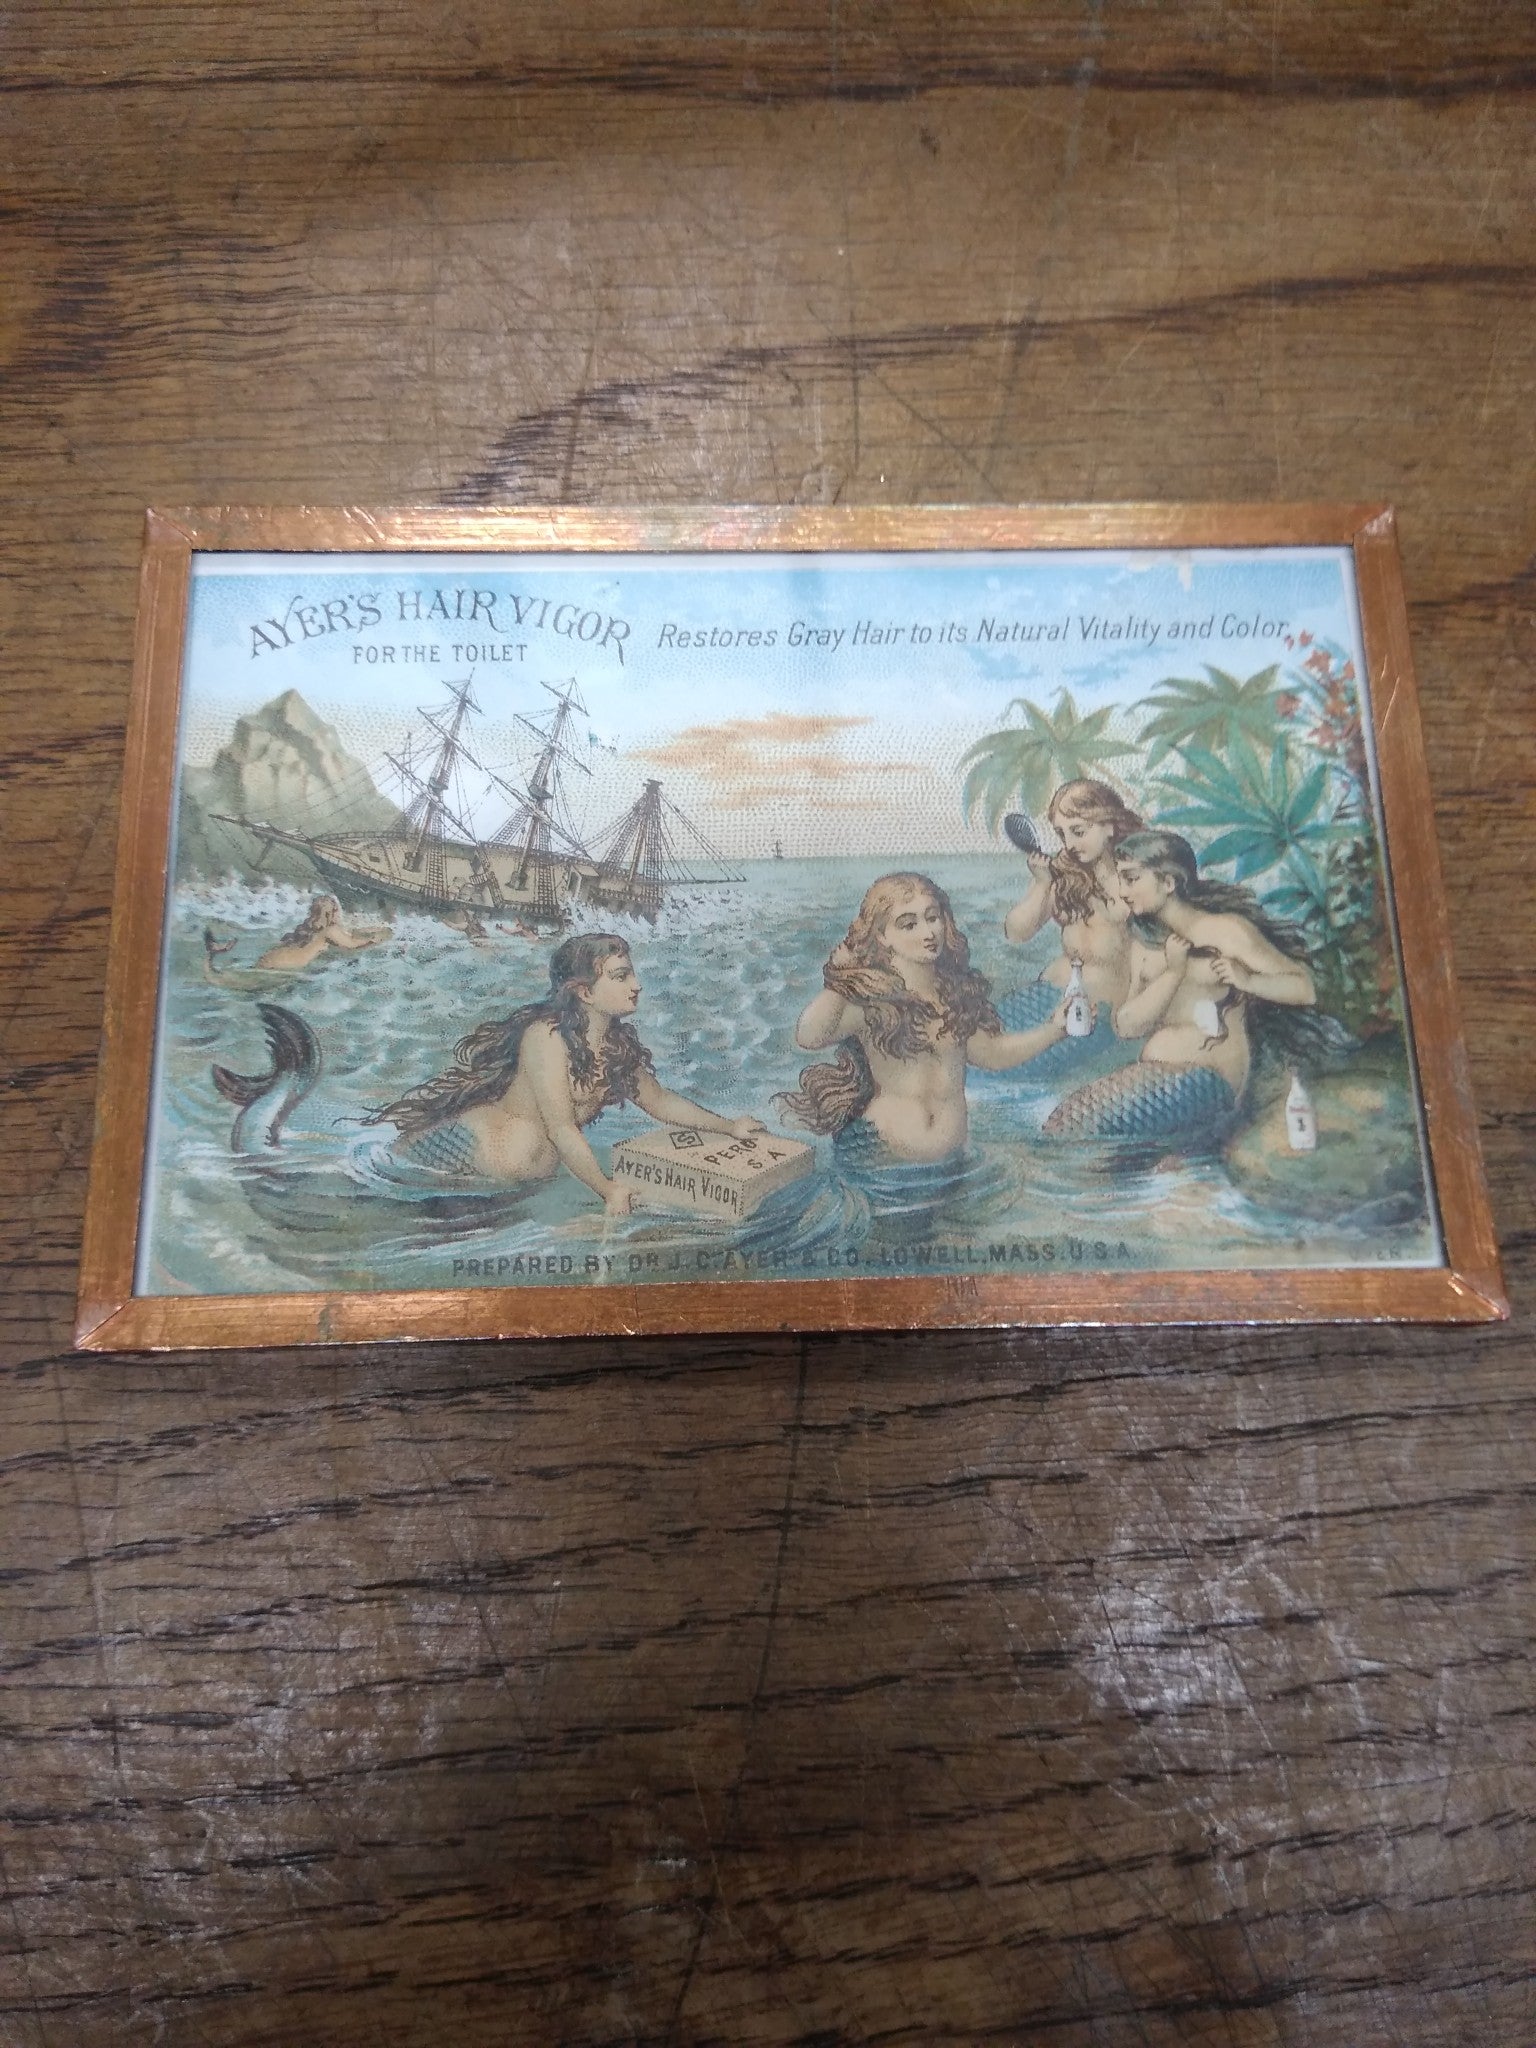 AYER'S HAIR VIGOR
FOR THE TOILET
Restores Gray Hair to its Natural Vitality and Color.
S
PERU
S A
AYER'S HAIR VIGOR
PREPARED BY DR. J. C. AYER & CO., LOWELL, MASS. U S A.